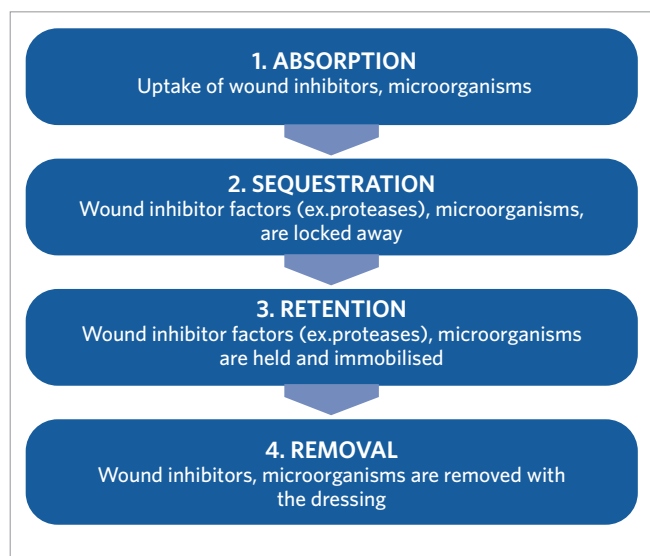 1. ABSORPTION
Uptake of wound inhibitors, microorganisms
2. SEQUESTRATION
Wound inhibitor factors (ex.proteases), microorganisms,
are locked away
3. RETENTION
Wound inhibitor factors (ex.proteases), microorganisms
are held and immobilised
4. REMOVAL
Wound inhibitors, microorganisms are removed with
the dressing